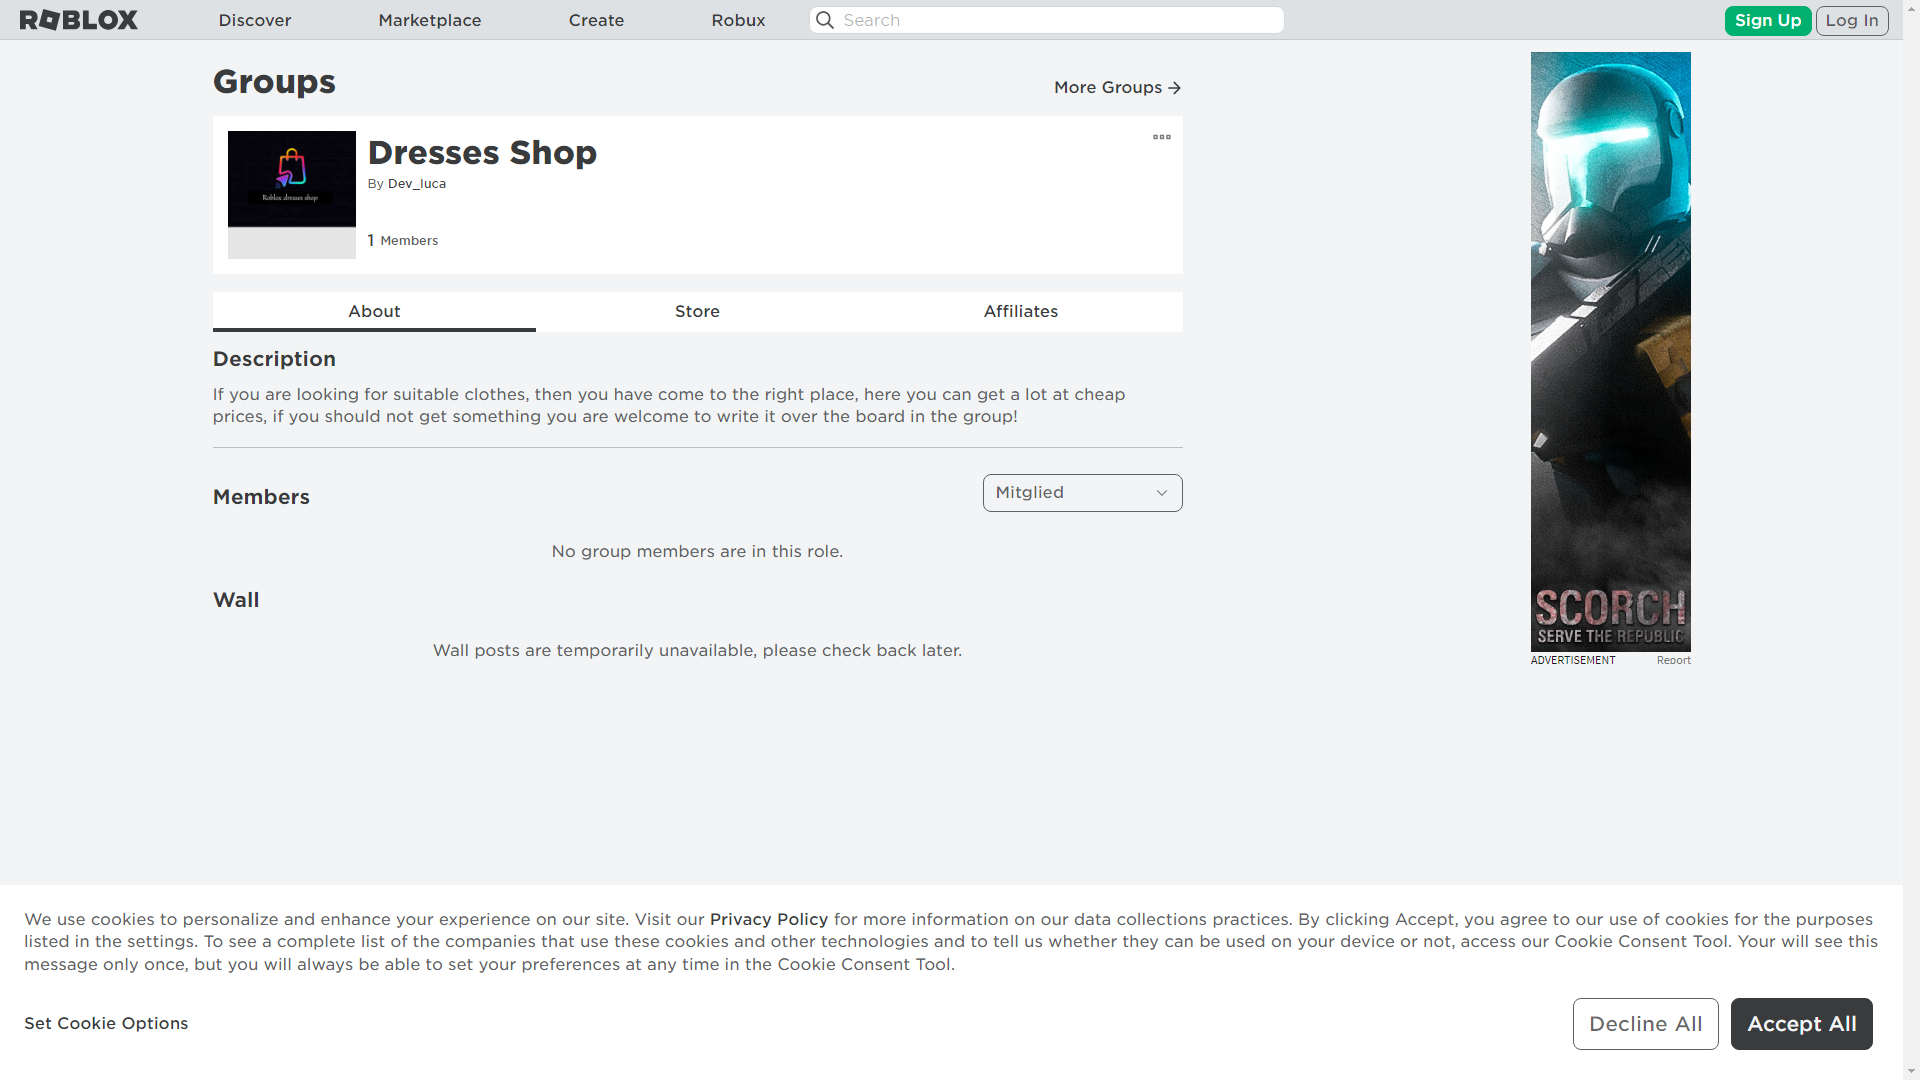 ROBLOX
Discover
Marketplace
Create
Robux
Search
Sign Up
Log In
Groups
More Groups
Roblox dresses shop
Dresses Shop
By Dev_luca
1 Members
About
Store
Affiliates
Description
If you are looking for suitable clothes, then you have come to the right place, here you can get a lot at cheap
prices, if you should not get something you are welcome to write it over the board in the group!
Members
Mitglied
No group members are in this role.
Wall
Wall posts are temporarily unavailable, please check back later.
SCORCH
SERVE THE REPUBLIC
ADVERTISEMENT
Report
We use cookies to personalize and enhance your experience on our site. Visit our Privacy Policy for more information on our data collections practices. By clicking Accept, you agree to our use of cookies for the purposes
listed in the settings. To see a complete list of the companies that use these cookies and other technologies and to tell us whether they can be used on your device or not, access our Cookie Consent Tool. Your will see this
message only once, but you will always be able to set your preferences at any time in the Cookie Consent Tool.
Set Cookie Options
Decline All
Accept All